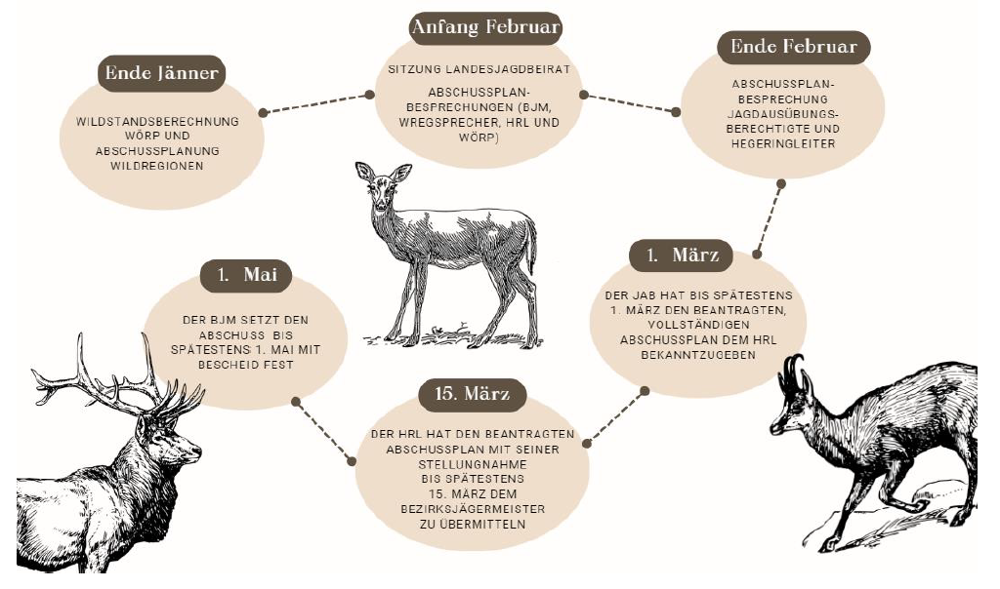 Ende Jänner
WILDSTANDSBERECHNUNG
WÖRP UND
ABSCHUSSPLANUNG
WILDREGIONEN
Anfang Februar
SITZUNG LANDESJAGDBEIRAT
ABSCHUSSPLAN-
BESPRECHUNGEN (BJM,
WREGSPRECHER, HRL UND
WÖRP)
Ende Februar
ABSCHUSSPLAN-
BESPRECHUNG
JAGDAUSÜBUNGS-
BERECHTIGTE UND
HEGERINGLEITER
1. März
DER JAB HAT BIS SPÄTESTENS
1. MÄRZ DEN BEANTRAGTEN,
VOLLSTÄNDIGEN
ABSCHUSSPLAN DEM HRL
BEKANNTZUGEBEN
15. März
DER HRL HAT DEN BEANTRAGTEN
ABSCHUSSPLAN MIT SEINER
STELLUNGNAHME
BIS SPÄTESTENS
15. MÄRZ DEM
BEZIRKSJÄGERMEISTER
ZU ÜBERMITTELN
1. Mai
DER BJM SETZT DEN
ABSCHUSS BIS
SPÄTESTENS 1. MAI MIT
BESCHEID FEST